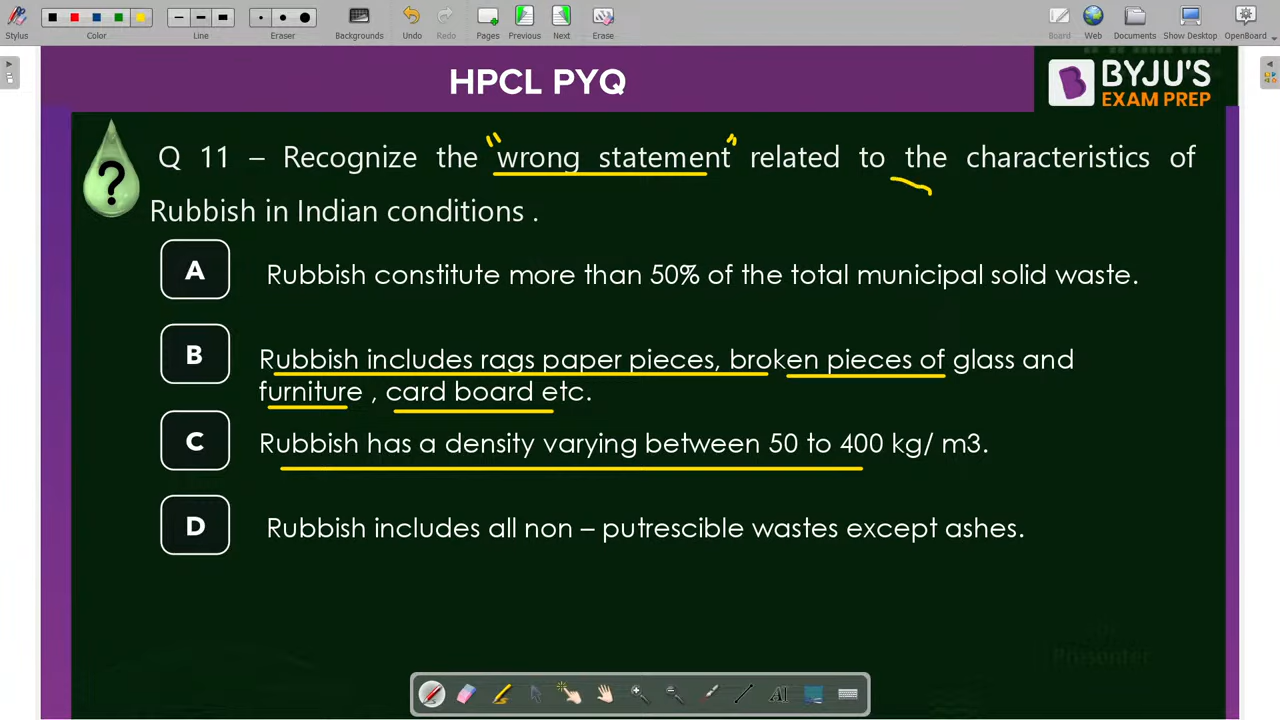 Stylus
Color
Line
Eraser
Backgrounds
Undo
Redo
Pages
Previous
Next
Erase
Board
Web
Documents
Show Desktop
OpenBoard
HPCL PYQ
BYJU'S
EXAM PREP
Q 11 – Recognize the "wrong statement" related to the characteristics of
Rubbish in Indian conditions .
A
Rubbish constitute more than 50% of the total municipal solid waste.
B
Rubbish includes rags paper pieces, broken pieces of glass and
furniture , card board etc.
C
Rubbish has a density varying between 50 to 400 kg/ m3.
D
Rubbish includes all non – putrescible wastes except ashes.
Presenter